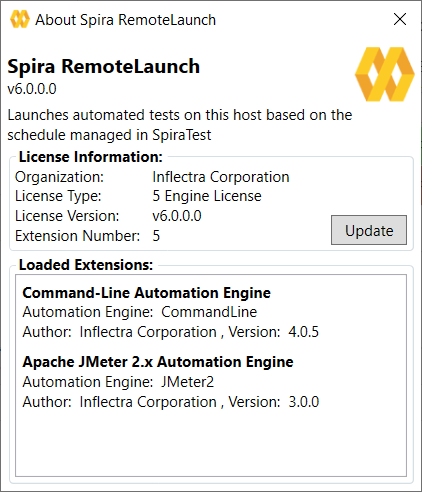 About Spira RemoteLaunch
Spira RemoteLaunch
v6.0.0.0
Launches automated tests on this host based on the
schedule managed in SpiraTest
License Information:
Organization: Inflectra Corporation
License Type: 5 Engine License
License Version: v6.0.0.0
Extension Number: 5
Update
Loaded Extensions:
Command-Line Automation Engine
Automation Engine: CommandLine
Author: Inflectra Corporation , Version: 4.0.5
Apache JMeter 2.x Automation Engine
Automation Engine: JMeter2
Author: Inflectra Corporation , Version: 3.0.0